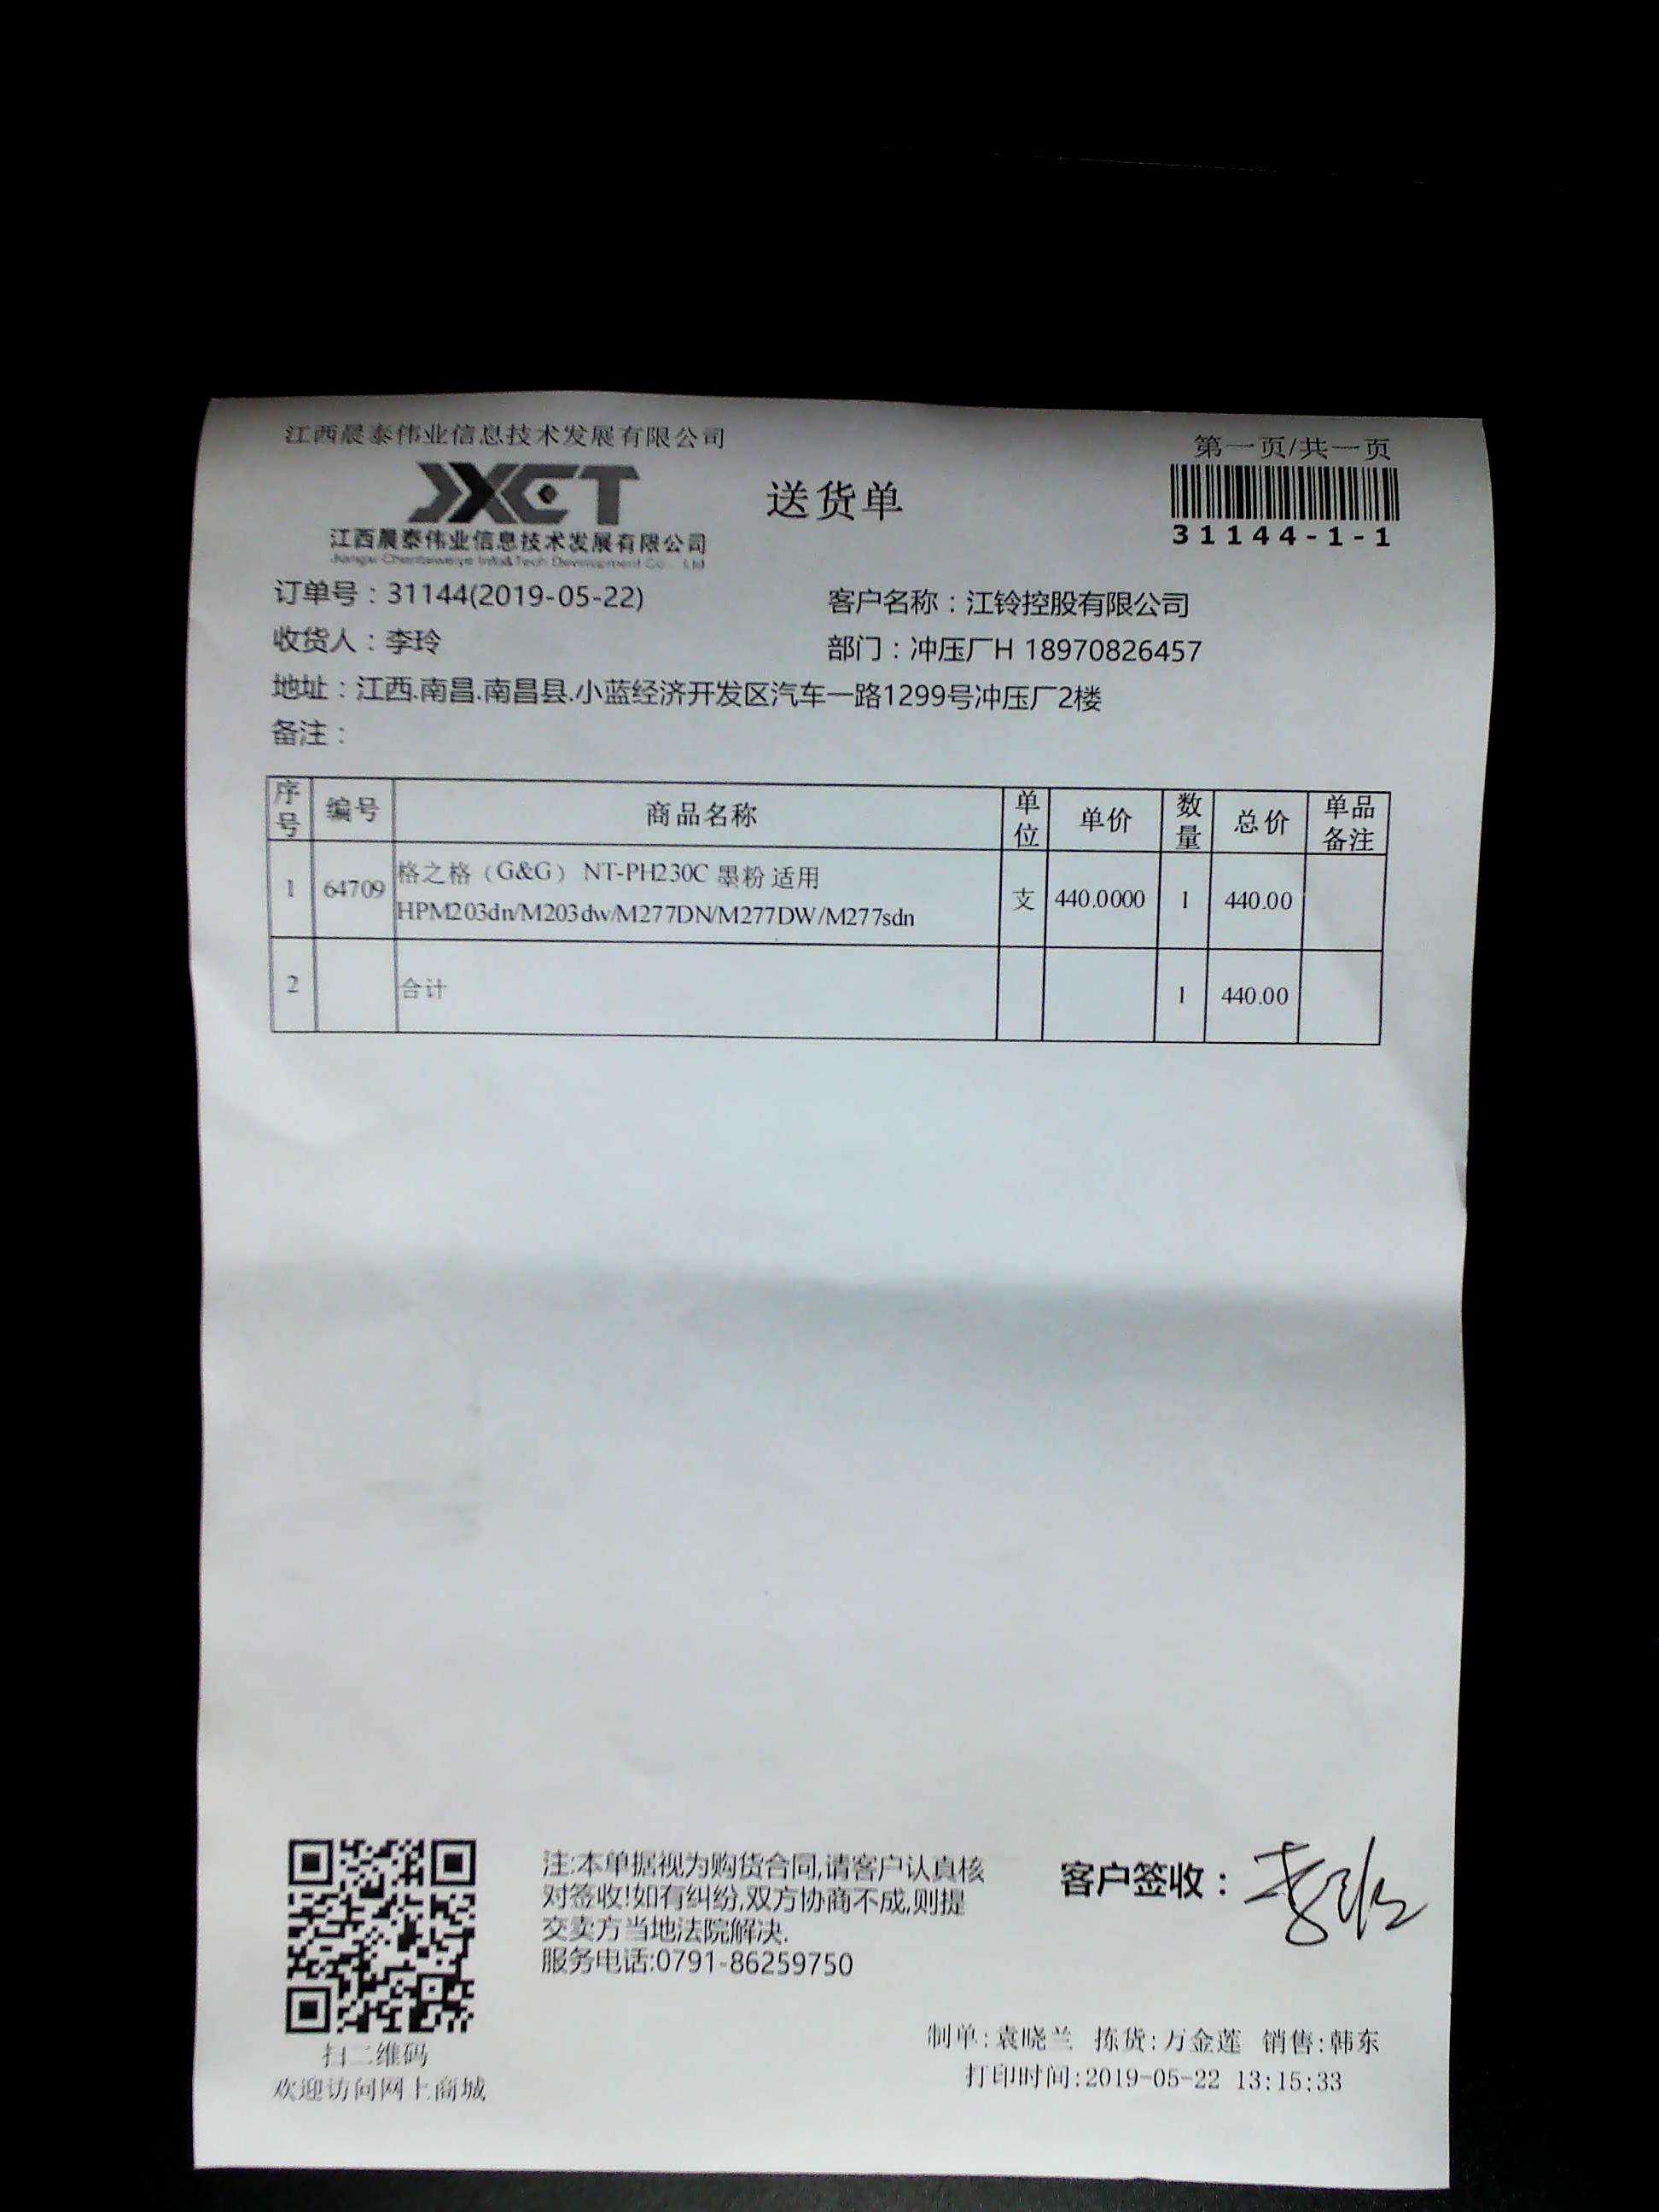 江西晨泰伟业信息技术发展有限公司
第一页/共一页
JXCT
送货单
江西晨泰伟业信息技术发展有限公司
Jiangxi Chentaiweiye Info&Tech Development Co., Ltd
31144-1-1
订单号：31144(2019-05-22)
客户名称：江铃控股有限公司
收货人：李玲
部门：冲压厂H 18970826457
地址：江西.南昌.南昌县.小蓝经济开发区汽车一路1299号冲压厂2楼
备注：
序号 编号 商品名称 单位 单价 数量 总价 单品备注
1 64709 格之格（G&G） NT-PH230C 墨粉 适用
HPM203dn/M203dw/M277DN/M277DW/M277sdn 支 440.0000 1 440.00
2 合计 1 440.00
注:本单据视为购货合同,请客户认真核
对签收!如有纠纷,双方协商不成,则提
交卖方当地法院解决.
服务电话:0791-86259750
客户签收：李玲
扫二维码
欢迎访问网上商城
制单:袁晓兰 拣货:万金莲 销售:韩东
打印时间:2019-05-22 13:15:33